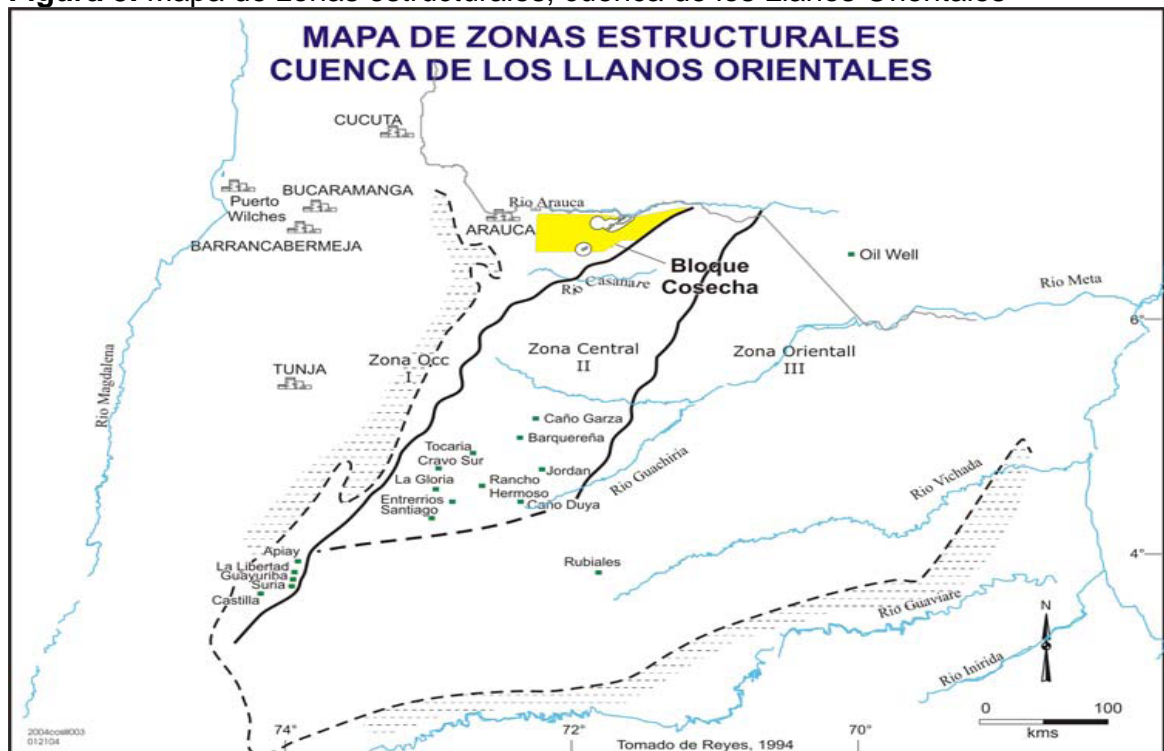 MAPA DE ZONAS ESTRUCTURALES
CUENCA DE LOS LLANOS ORIENTALES
CUCUTA
Puerto
Wilches
BUCARAMANGA
BARRANCABERMEJA
ARAUCA
Rio Arauca
Oil Well
Bloque
Cosecha
Rio Casanare
Rio Meta
6°
Rio Magdalena
TUNJA
Zona Occ
I
Zona Central
II
Zona Orientall
III
Caño Garza
Barquereña
Tocaria
Cravo Sur
Jordan
La Gloria
Rancho
Hermoso
Entrerrios
Santiago
Caño Duya
Rio Guachiria
Rio Vichada
Apiay
La Libertad
Guayuriba
Suria
Castilla
Rubiales
4°
Rio Guaviare
N
Rio Inirida
0 100
kms
74°
72°
70°
012104
Tomado de Reyes, 1994